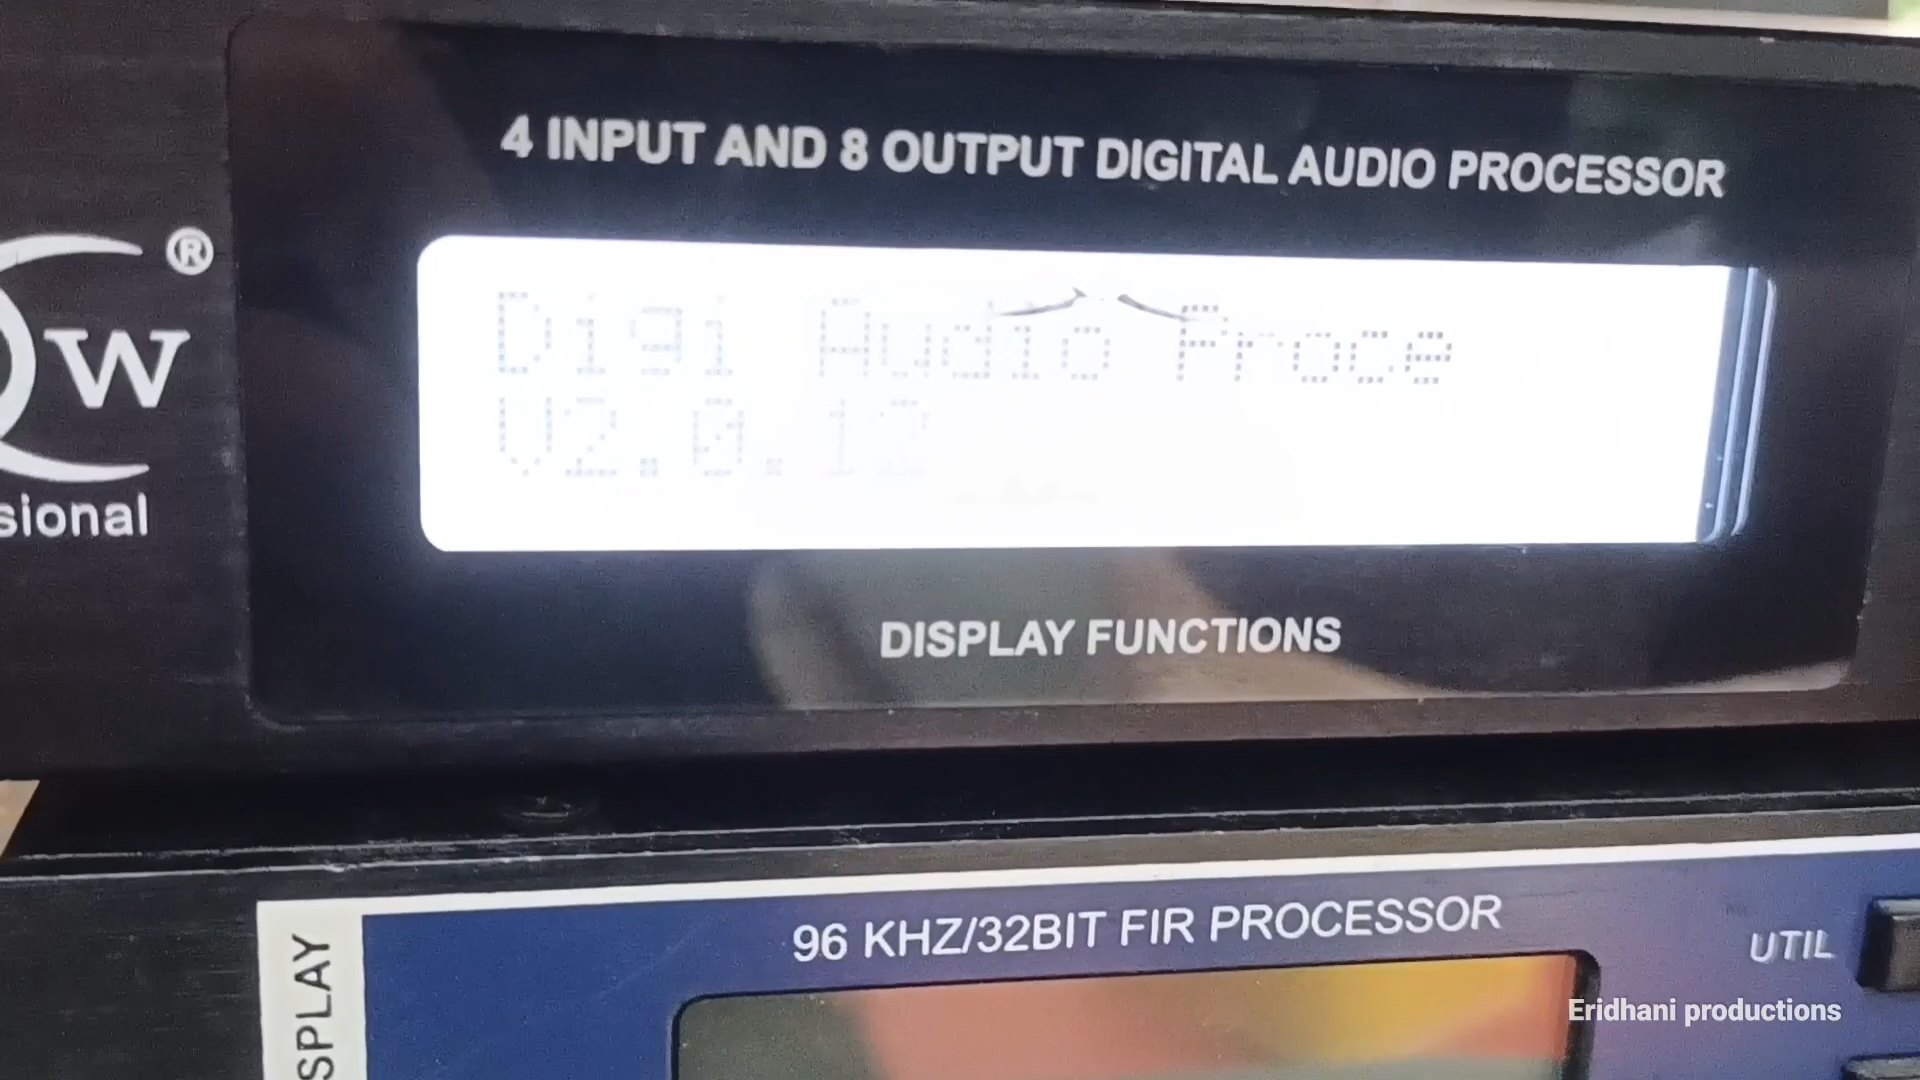 4 INPUT AND 8 OUTPUT DIGITAL AUDIO PROCESSOR
®
w
sional
Digi Audio Proce
V2.0.12
DISPLAY FUNCTIONS
96 KHZ/32BIT FIR PROCESSOR
UTIL
SPLAY
Eridhani productions